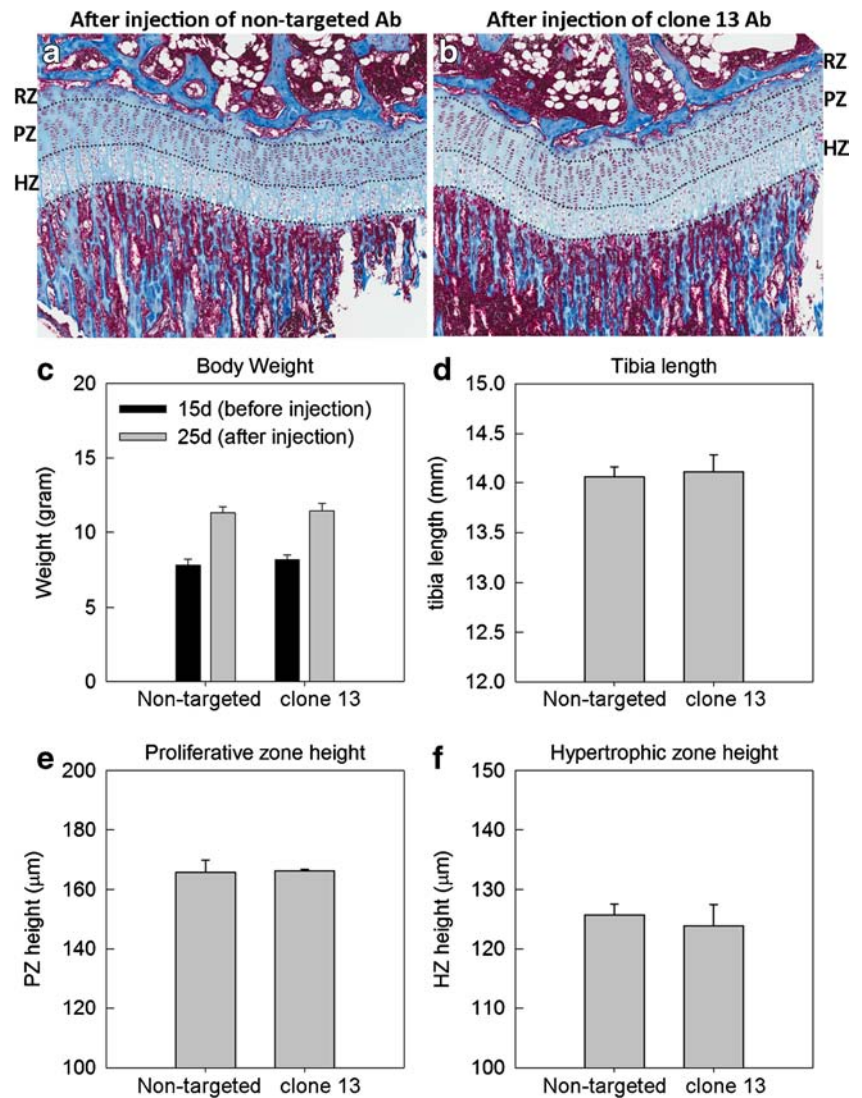 After injection of non-targeted Ab
After injection of clone 13 Ab
a
b
RZ
PZ
HZ
RZ
PZ
HZ
c
Body Weight
Weight (gram)
20
15
10
5
0
15d (before injection)
25d (after injection)
Non-targeted
clone 13
d
Tibia length
tibia length (mm)
15.0
14.5
14.0
13.5
13.0
12.5
12.0
Non-targeted
clone 13
e
Proliferative zone height
PZ height (μm)
200
180
160
140
120
100
Non-targeted
clone 13
f
Hypertrophic zone height
HZ height (μm)
150
140
130
120
110
100
Non-targeted
clone 13